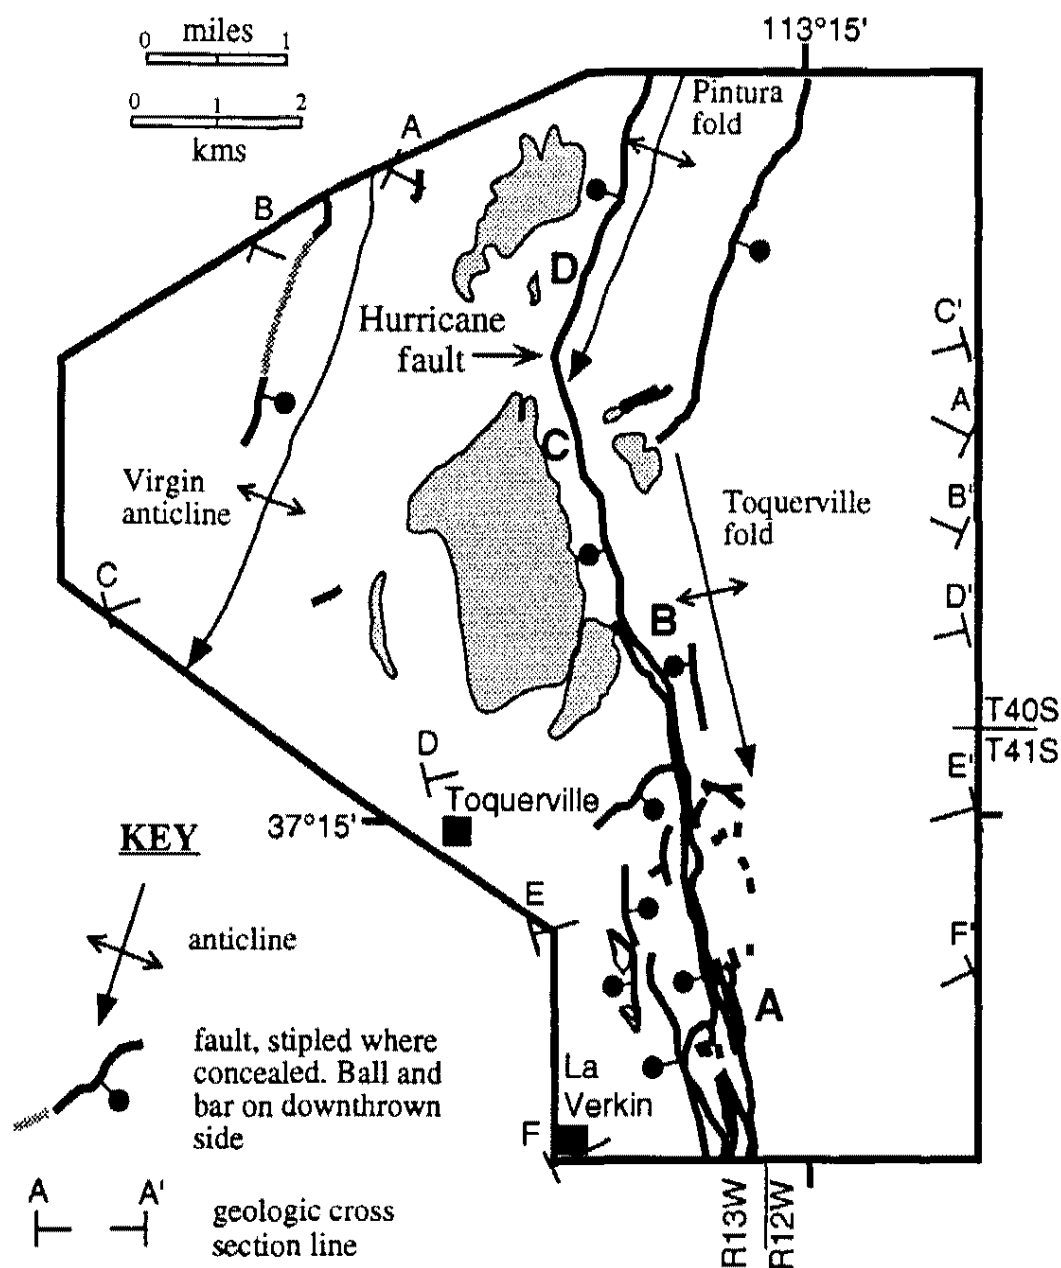 miles
0 1
0 1 2
kms
113°15'
Pintura
fold
A
B
D
Hurricane
fault
C'
A'
C
B'
Virgin
anticline
Toquerville
fold
C
D'
B
T40S
T41S
D
E'
Toquerville
37°15'
KEY
E
F'
anticline
A
fault, stipled where
concealed. Ball and
bar on downthrown
side
La
Verkin
F
A A'
geologic cross
section line
R13W
R12W